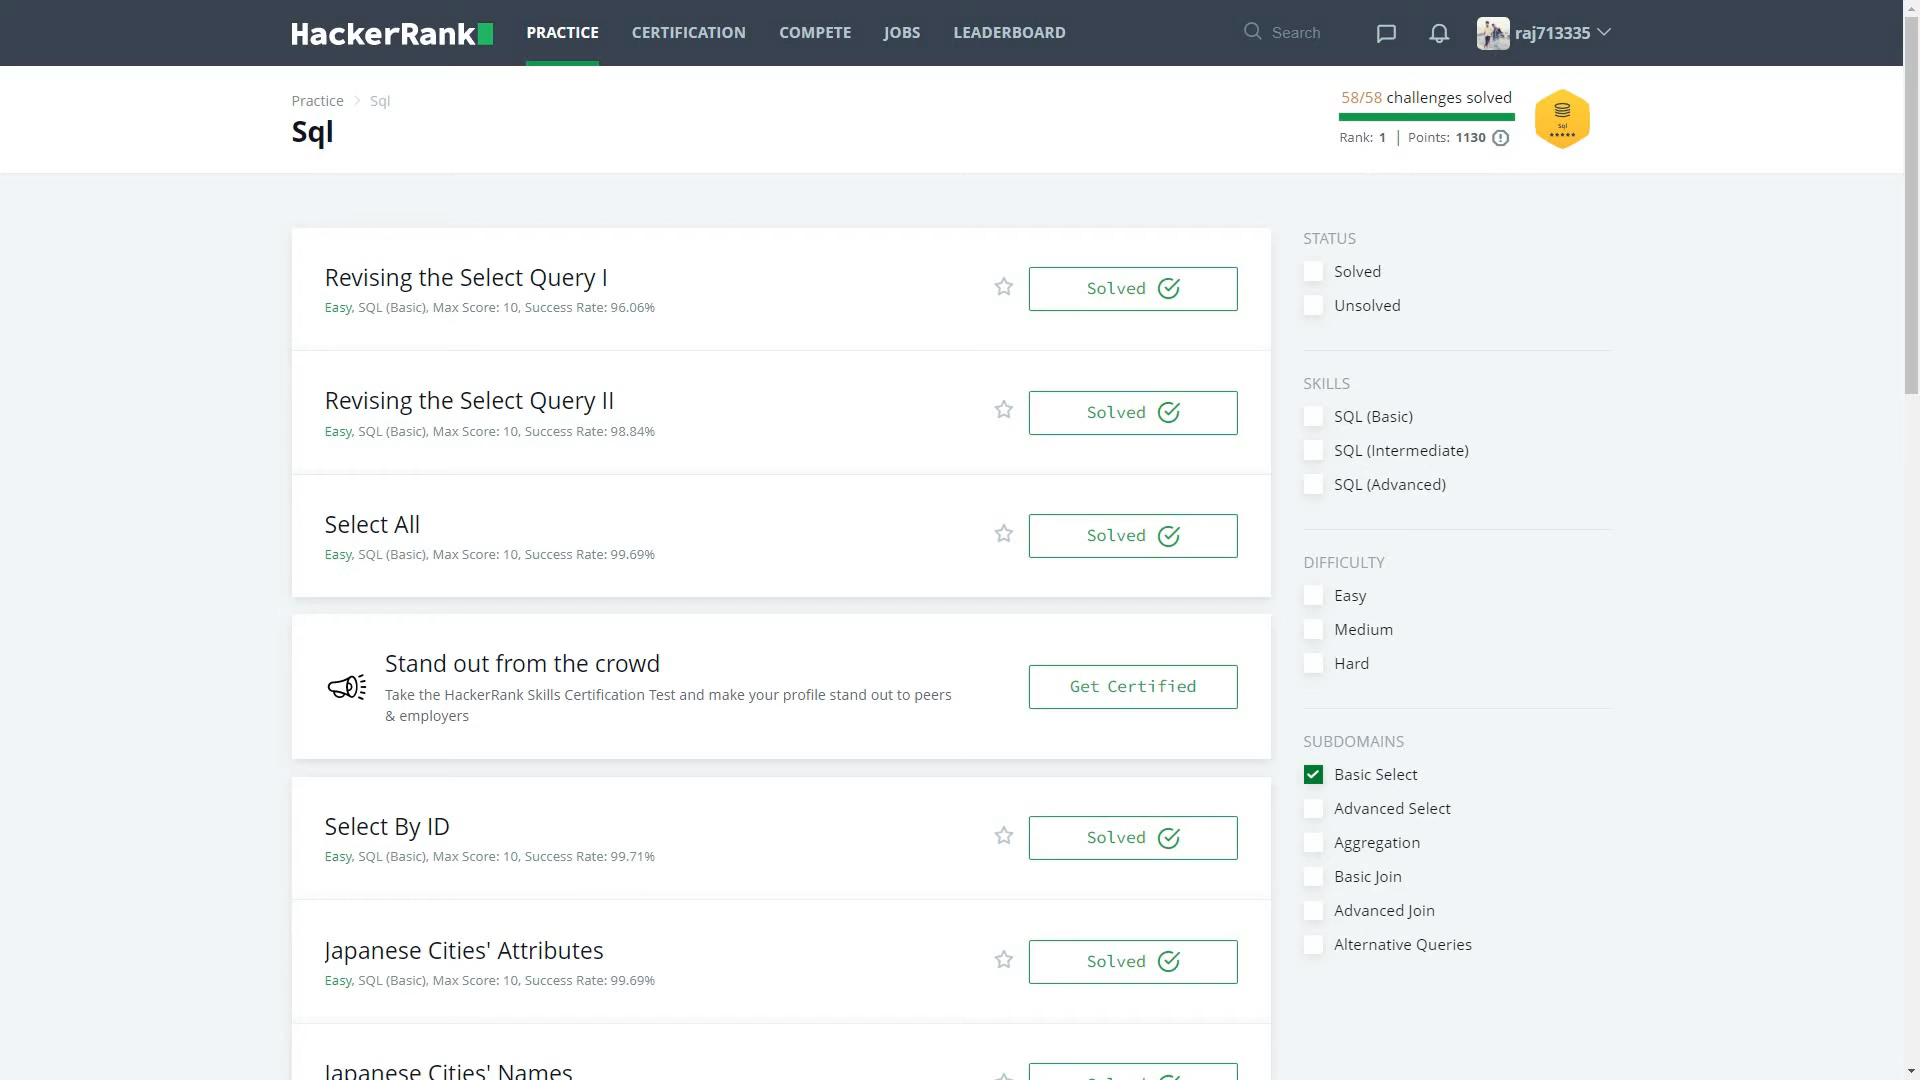 HackerRank PRACTICE CERTIFICATION COMPETE JOBS LEADERBOARD Search raj713335
Practice Sql
Sql
58/58 challenges solved
Rank: 1 | Points: 1130
Sql
Revising the Select Query I
Easy, SQL (Basic), Max Score: 10, Success Rate: 96.06%
Solved
Revising the Select Query II
Easy, SQL (Basic), Max Score: 10, Success Rate: 98.84%
Solved
Select All
Easy, SQL (Basic), Max Score: 10, Success Rate: 99.69%
Solved
Stand out from the crowd
Take the HackerRank Skills Certification Test and make your profile stand out to peers
& employers
Get Certified
Select By ID
Easy, SQL (Basic), Max Score: 10, Success Rate: 99.71%
Solved
Japanese Cities' Attributes
Easy, SQL (Basic), Max Score: 10, Success Rate: 99.69%
Solved
Japanese Cities' Names
STATUS
Solved
Unsolved
SKILLS
SQL (Basic)
SQL (Intermediate)
SQL (Advanced)
DIFFICULTY
Easy
Medium
Hard
SUBDOMAINS
Basic Select
Advanced Select
Aggregation
Basic Join
Advanced Join
Alternative Queries